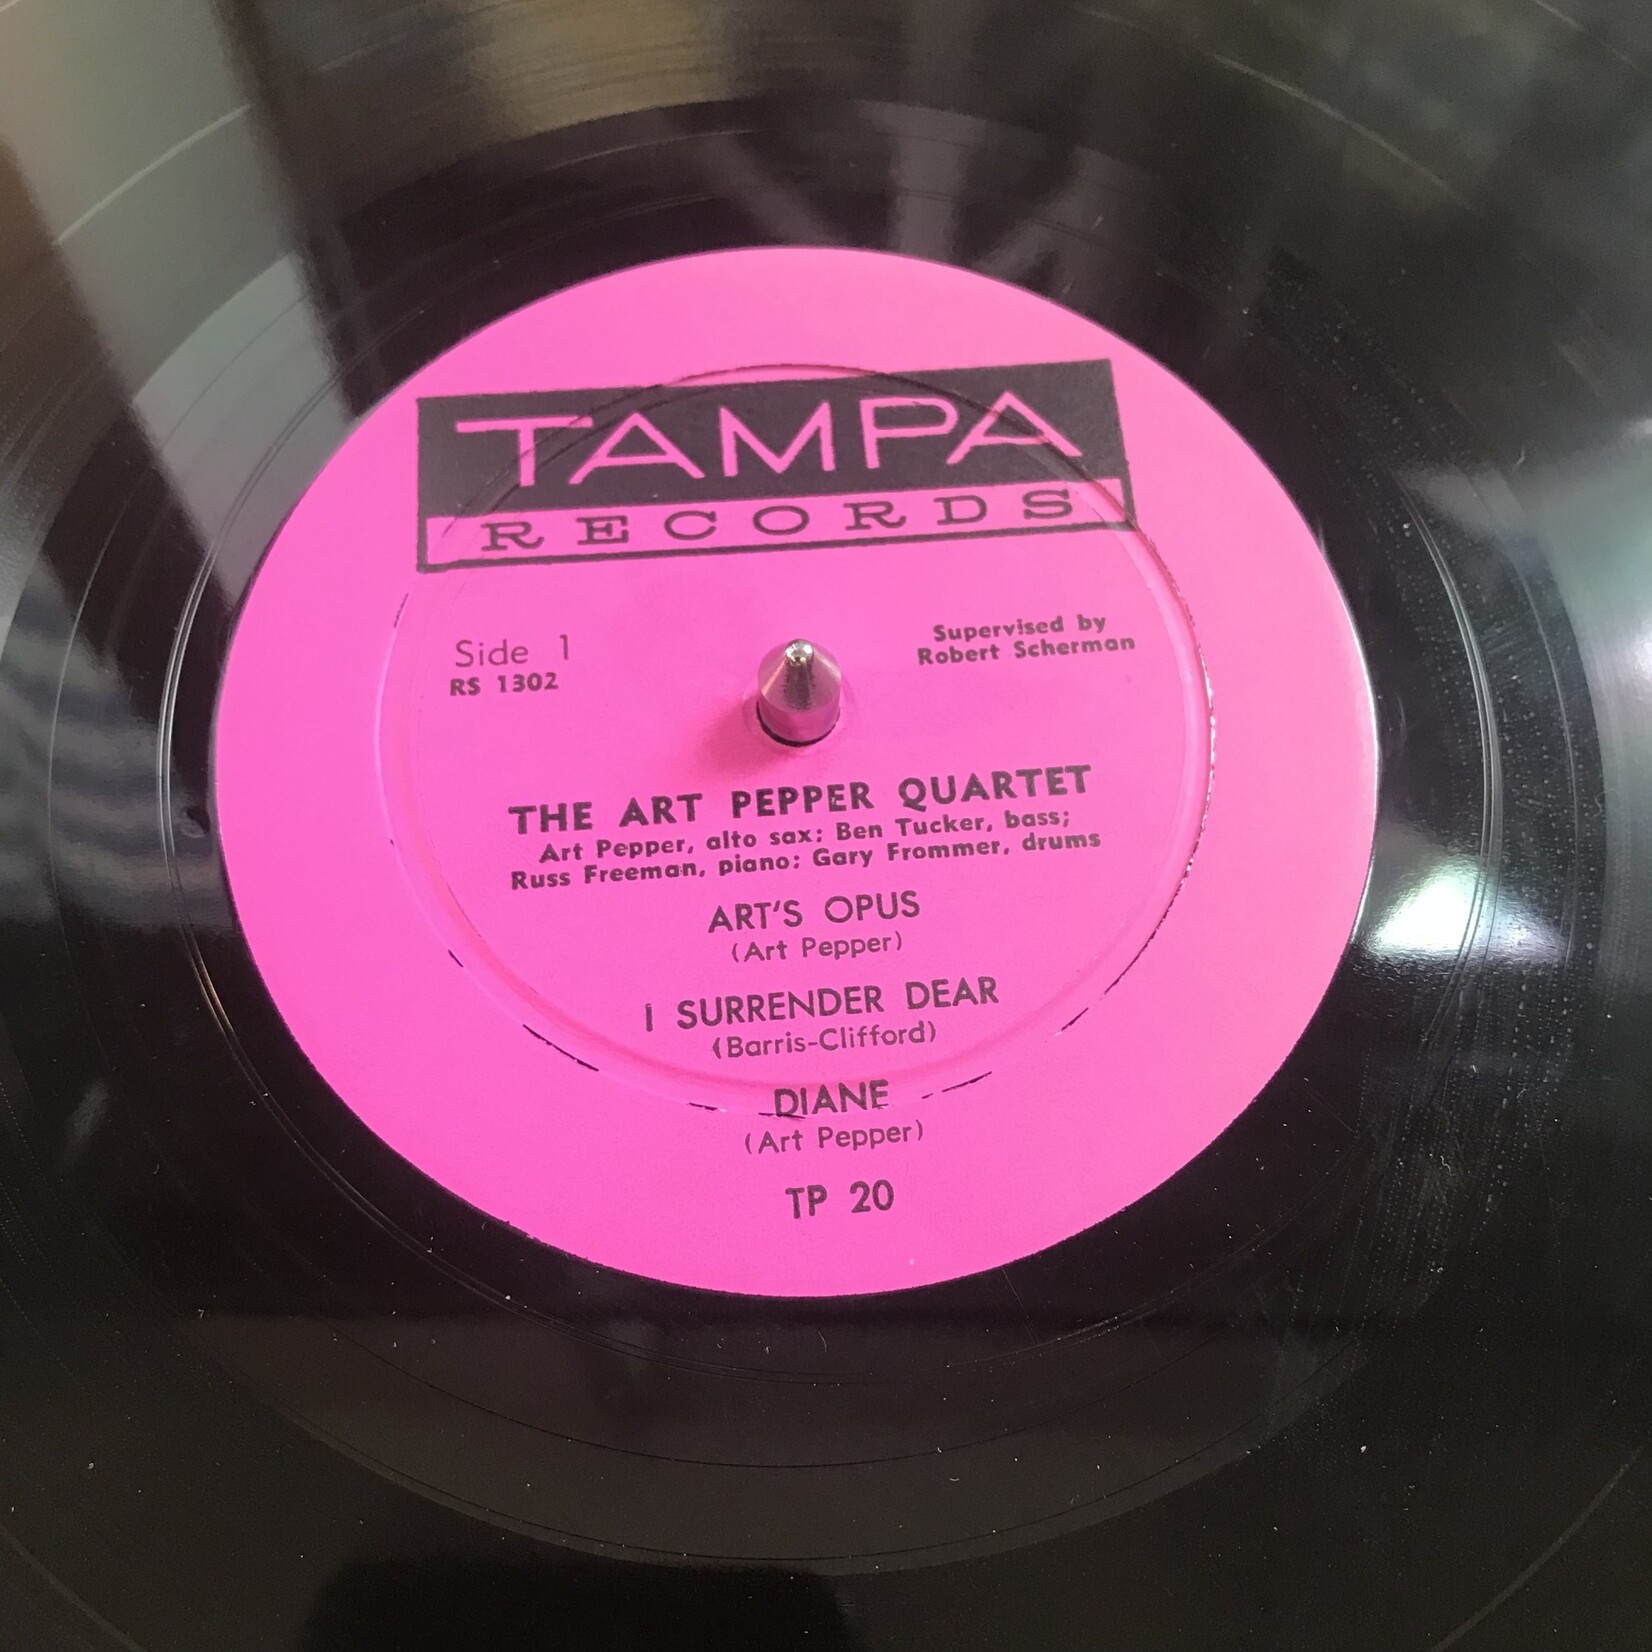 TAMPA
RECORDS
Side 1
RS 1302
Supervised by
Robert Scherman
THE ART PEPPER QUARTET
Art Pepper, alto sax; Ben Tucker, bass;
Russ Freeman, piano; Gary Frommer, drums
ART'S OPUS
(Art Pepper)
I SURRENDER DEAR
(Barris-Clifford)
DIANE
(Art Pepper)
TP 20